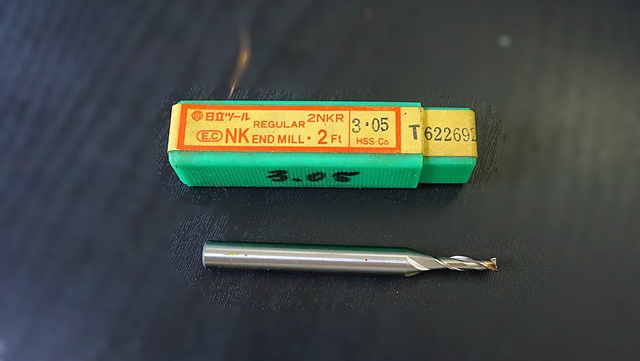 日立ツール
REGULAR 2NKR
E.C NK END MILL・2 Ft
3・05
HSS-Co
T622692
3.05